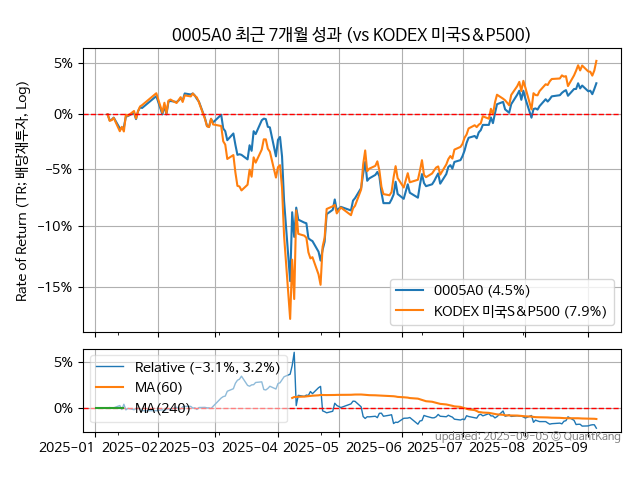 0005A0 최근 7개월 성과 (vs KODEX 미국S&P500)
Rate of Return (TR: 배당재투자, Log)
5%
0%
−5%
−10%
−15%
0005A0 (4.5%)
KODEX 미국S&P500 (7.9%)
5%
0%
Relative (−3.1%, 3.2%)
MA(60)
MA(240)
2025−01
2025−02
2025−03
2025−04
2025−05
2025−06
2025−07
2025−08
2025−09
updated: 2025−09−05 © QuantKang